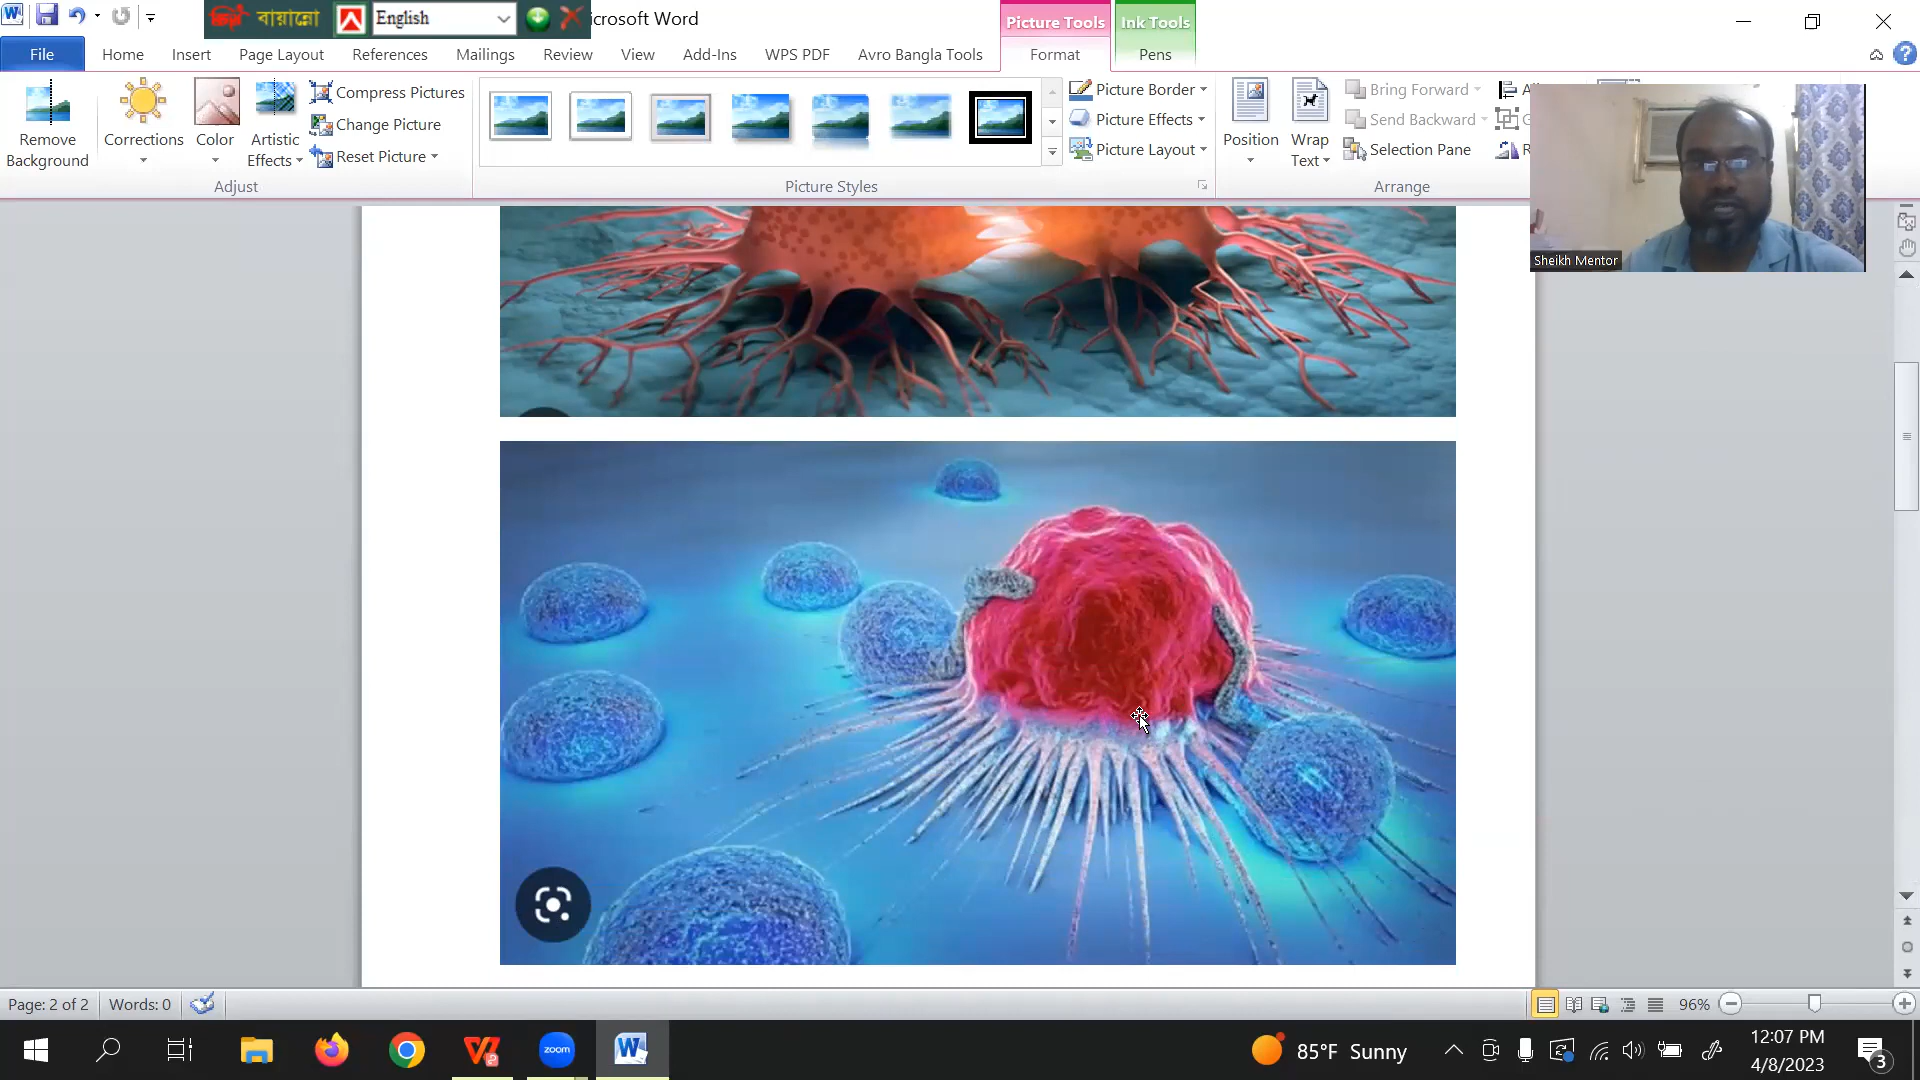 বায়ান্নো English icrosoft Word Picture Tools Ink Tools
File Home Insert Page Layout References Mailings Review View Add-Ins WPS PDF Avro Bangla Tools Format Pens
Remove Background
Corrections
Color
Artistic Effects
Compress Pictures
Change Picture
Reset Picture
Adjust
Picture Styles
Picture Border
Picture Effects
Picture Layout
Position
Wrap Text
Bring Forward
Send Backward
Selection Pane
Arrange
Sheikh Mentor
Page: 2 of 2 Words: 0 96%
zoom 85°F Sunny 12:07 PM
4/8/2023 3